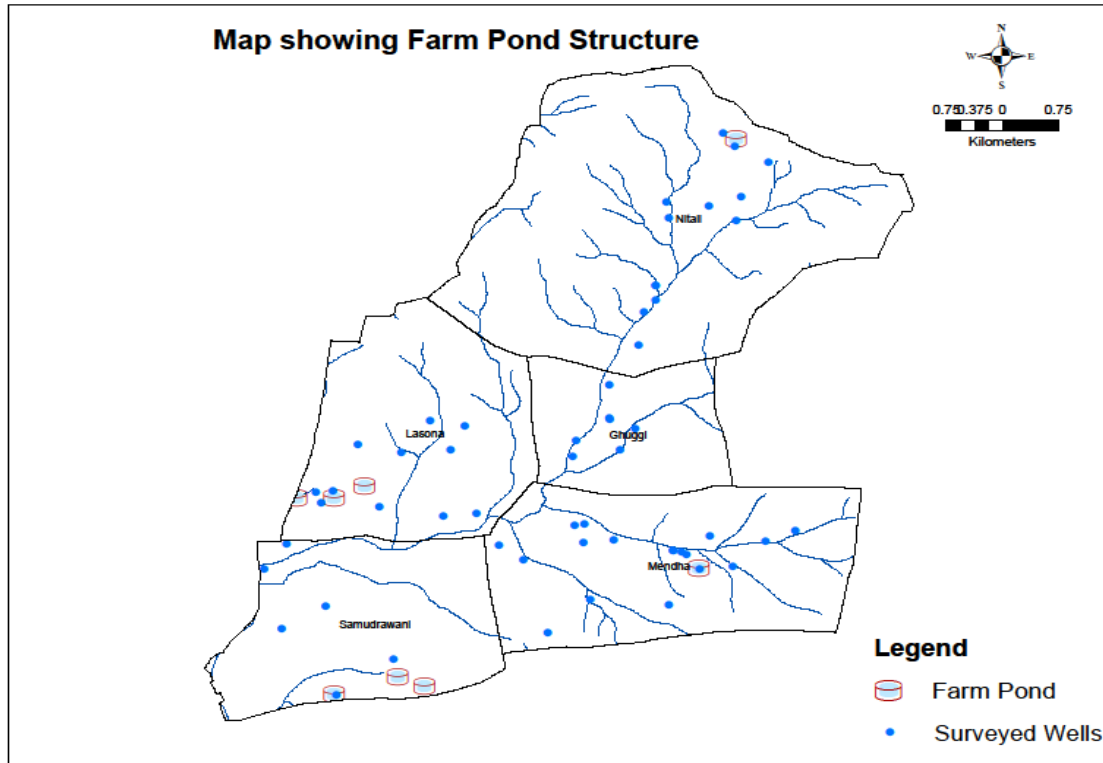 Map showing Farm Pond Structure
N
W E
S
0.75 0.375 0 0.75
Kilometers
Nitali
Lasona
Ghuggi
Mendha
Samudrawani
Legend
Farm Pond
Surveyed Wells